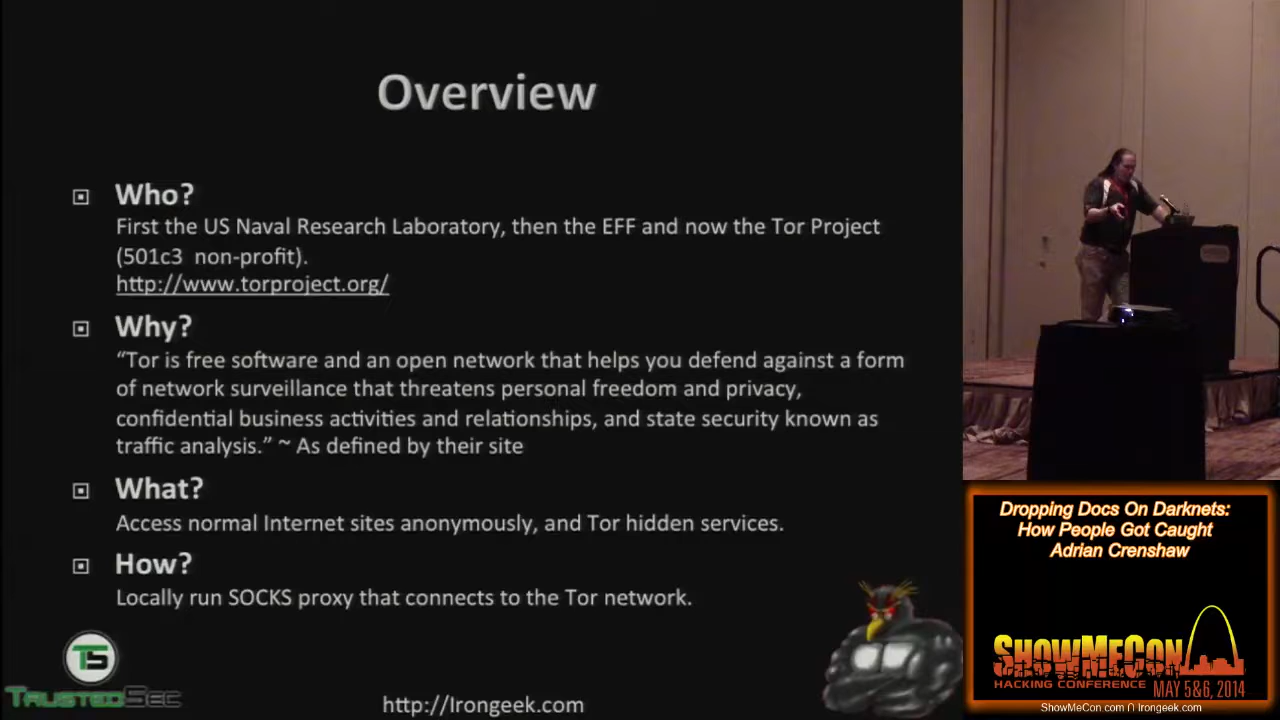 Overview
Who?
First the US Naval Research Laboratory, then the EFF and now the Tor Project
(501c3 non-profit).
http://www.torproject.org/
Why?
“Tor is free software and an open network that helps you defend against a form
of network surveillance that threatens personal freedom and privacy,
confidential business activities and relationships, and state security known as
traffic analysis.” ~ As defined by their site
What?
Access normal Internet sites anonymously, and Tor hidden services.
How?
Locally run SOCKS proxy that connects to the Tor network.
TS
TRUSTEDSEC
http://Irongeek.com
Dropping Docs On Darknets:
How People Got Caught
Adrian Crenshaw
SHOWMECON
HACKING CONFERENCE
MAY 5&6, 2014
ShowMeCon.com ∩ Irongeek.com